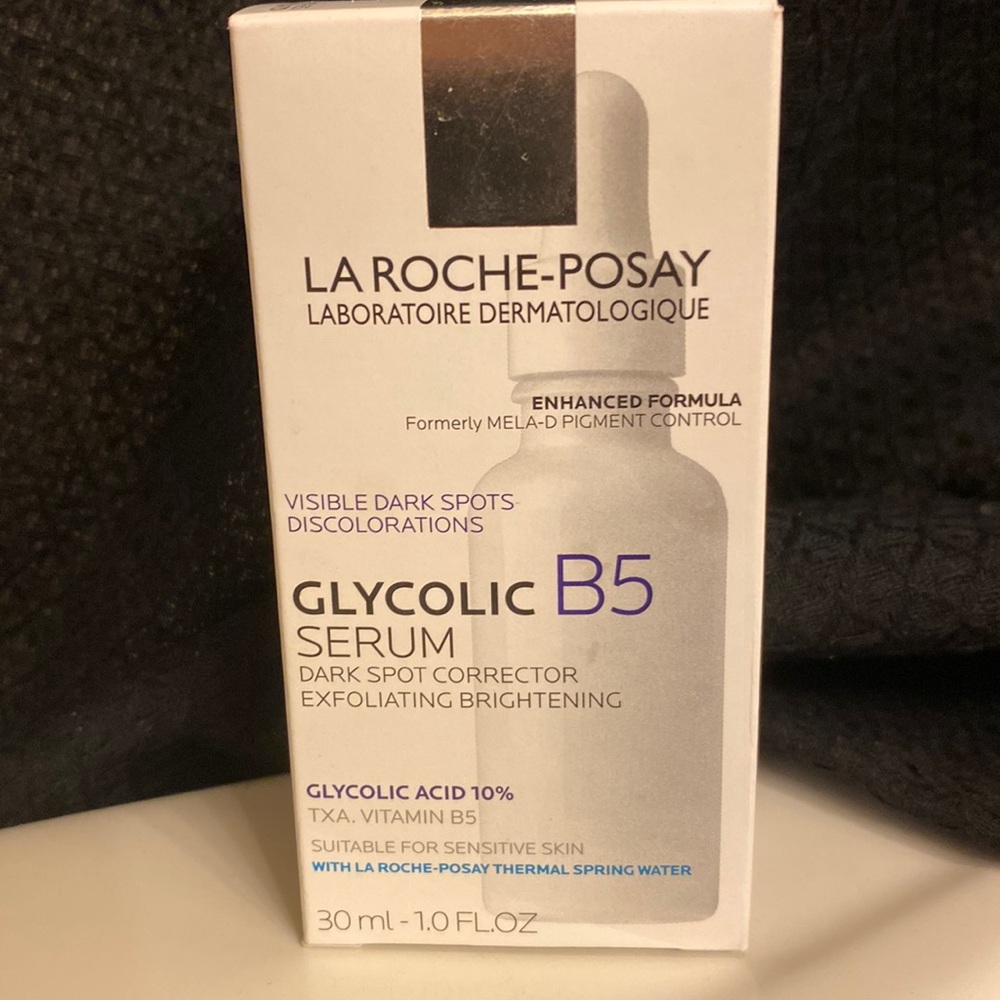 LA ROCHE-POSAY
LABORATOIRE DERMATOLOGIQUE
ENHANCED FORMULA
Formerly MELA-D PIGMENT CONTROL
VISIBLE DARK SPOTS
DISCOLORATIONS
GLYCOLIC B5
SERUM
DARK SPOT CORRECTOR
EXFOLIATING BRIGHTENING
GLYCOLIC ACID 10%
TXA. VITAMIN B5
SUITABLE FOR SENSITIVE SKIN
WITH LA ROCHE-POSAY THERMAL SPRING WATER
30 ml - 1.0 FL.OZ